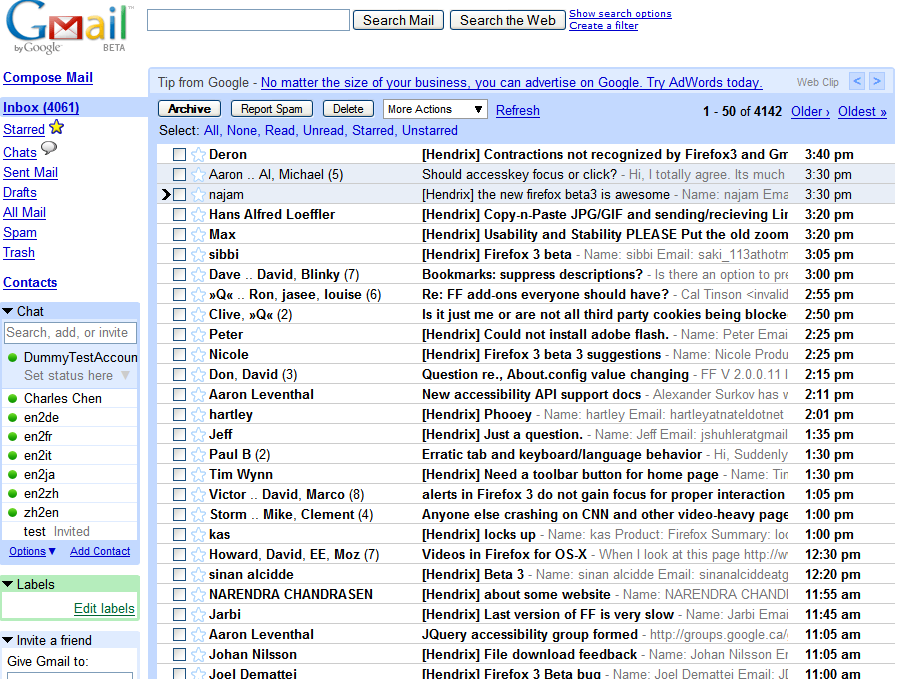 Gmail™
by Google BETA
Search Mail Search the Web Show search options
Create a filter
Compose Mail
Inbox (4061)
Starred
Chats
Sent Mail
Drafts
All Mail
Spam
Trash
Contacts
Chat
Search, add, or invite
DummyTestAccoun
Set status here
Charles Chen
en2de
en2fr
en2it
en2ja
en2zh
zh2en
test Invited
Options ▼ Add Contact
Labels
Edit labels
Invite a friend
Give Gmail to:
Tip from Google - No matter the size of your business, you can advertise on Google. Try AdWords today. Web Clip < >
Archive Report Spam Delete More Actions Refresh 1 - 50 of 4142 Older › Oldest »
Select: All, None, Read, Unread, Starred, Unstarred
Deron [Hendrix] Contractions not recognized by Firefox3 and Gm 3:40 pm
Aaron .. Al, Michael (5) Should accesskey focus or click? - Hi, I totally agree. Its much 3:30 pm
najam [Hendrix] the new firefox beta3 is awesome - Name: najam Ema 3:30 pm
Hans Alfred Loeffler [Hendrix] Copy-n-Paste JPG/GIF and sending/recieving Lin 3:20 pm
Max [Hendrix] Usability and Stability PLEASE Put the old zoom 3:20 pm
sibbi [Hendrix] Firefox 3 beta - Name: sibbi Email: saki_113athotm 3:05 pm
Dave .. David, Blinky (7) Bookmarks: suppress descriptions? - Is there an option to pre 3:00 pm
»Q« .. Ron, jasee, louise (6) Re: FF add-ons everyone should have? - Cal Tinson <invalid 2:55 pm
Clive, »Q« (2) Is it just me or are not all third party cookies being blocke 2:50 pm
Peter [Hendrix] Could not install adobe flash. - Name: Peter Emai 2:25 pm
Nicole [Hendrix] Firefox 3 beta 3 suggestions - Name: Nicole Produ 2:25 pm
Don, David (3) Question re., About.config value changing - FF V 2.0.0.11 I 2:15 pm
Aaron Leventhal New accessibility API support docs - Alexander Surkov has w 2:11 pm
hartley [Hendrix] Phooey - Name: hartley Email: hartleyatnetdotnet 2:01 pm
Jeff [Hendrix] Just a question. - Name: Jeff Email: jshuhleratgmail 1:35 pm
Paul B (2) Erratic tab and keyboard/language behavior - Hi, Suddenly 1:30 pm
Tim Wynn [Hendrix] Need a toolbar button for home page - Name: Tim 1:30 pm
Victor .. David, Marco (8) alerts in Firefox 3 do not gain focus for proper interaction 1:05 pm
Storm .. Mike, Clement (4) Anyone else crashing on CNN and other video-heavy page 1:00 pm
kas [Hendrix] locks up - Name: kas Product: Firefox Summary: loc 1:00 pm
Howard, David, EE, Moz (7) Videos in Firefox for OS-X - When I look at this page http://w 12:30 pm
sinan alcidde [Hendrix] Beta 3 - Name: sinan alcidde Email: sinanalciddeatg 12:20 pm
NARENDRA CHANDRASEN [Hendrix] about some website - Name: NARENDRA CHANDI 11:55 am
Jarbi [Hendrix] Last version of FF is very slow - Name: Jarbi Email 11:45 am
Aaron Leventhal JQuery accessibility group formed - http://groups.google.ca/ 11:05 am
Johan Nilsson [Hendrix] File download feedback - Name: Johan Nilsson Er 11:05 am
Joel Demattei [Hendrix] Firefox 3 Beta bug - Name: Joel Demattei Email: JD 11:00 am